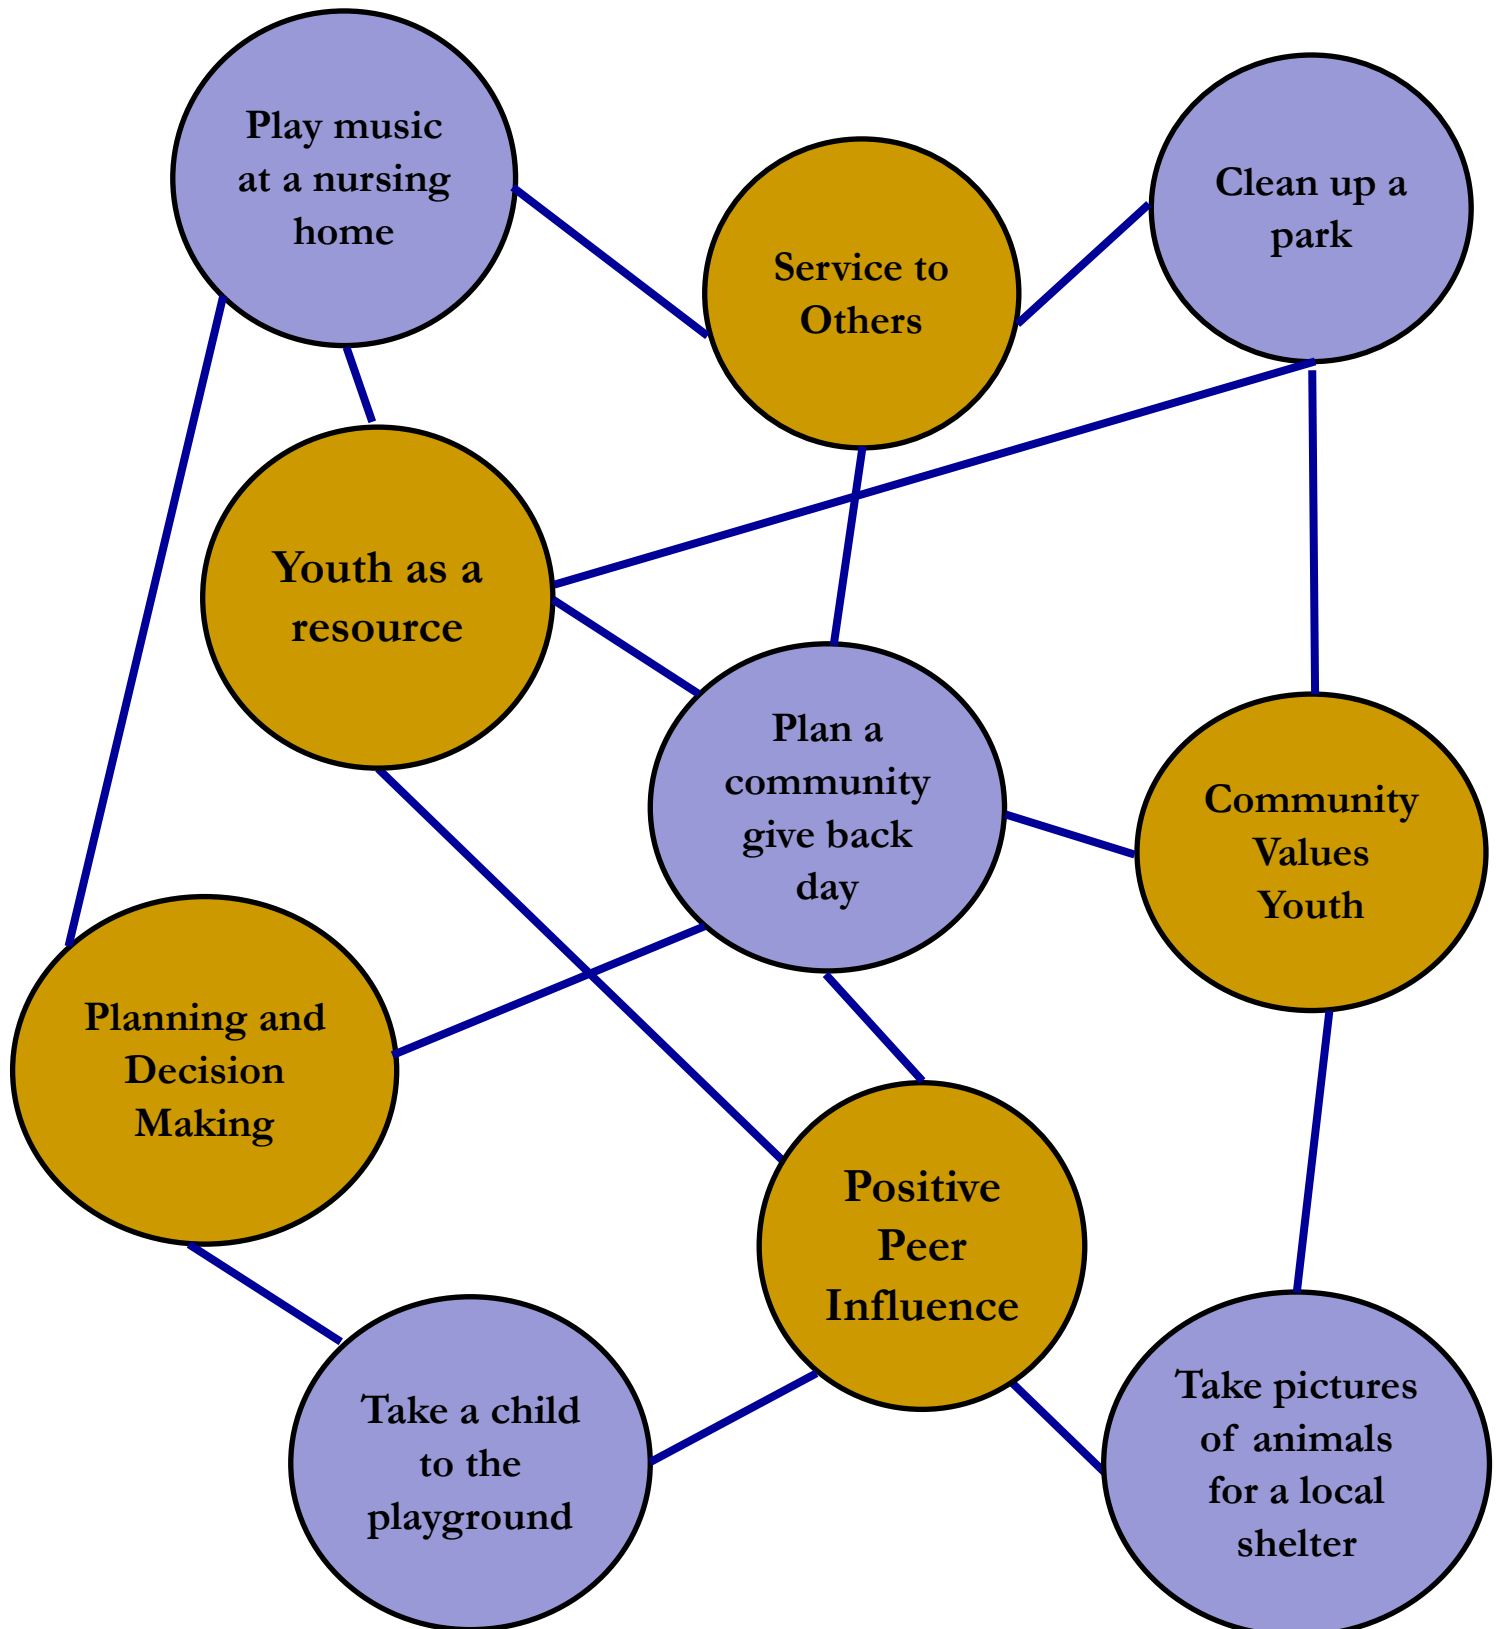 Play music
at a nursing
home
Service to
Others
Clean up a
park
Youth as a
resource
Plan a
community
give back
day
Community
Values
Youth
Planning and
Decision
Making
Positive
Peer
Influence
Take a child
to the
playground
Take pictures
of animals
for a local
shelter